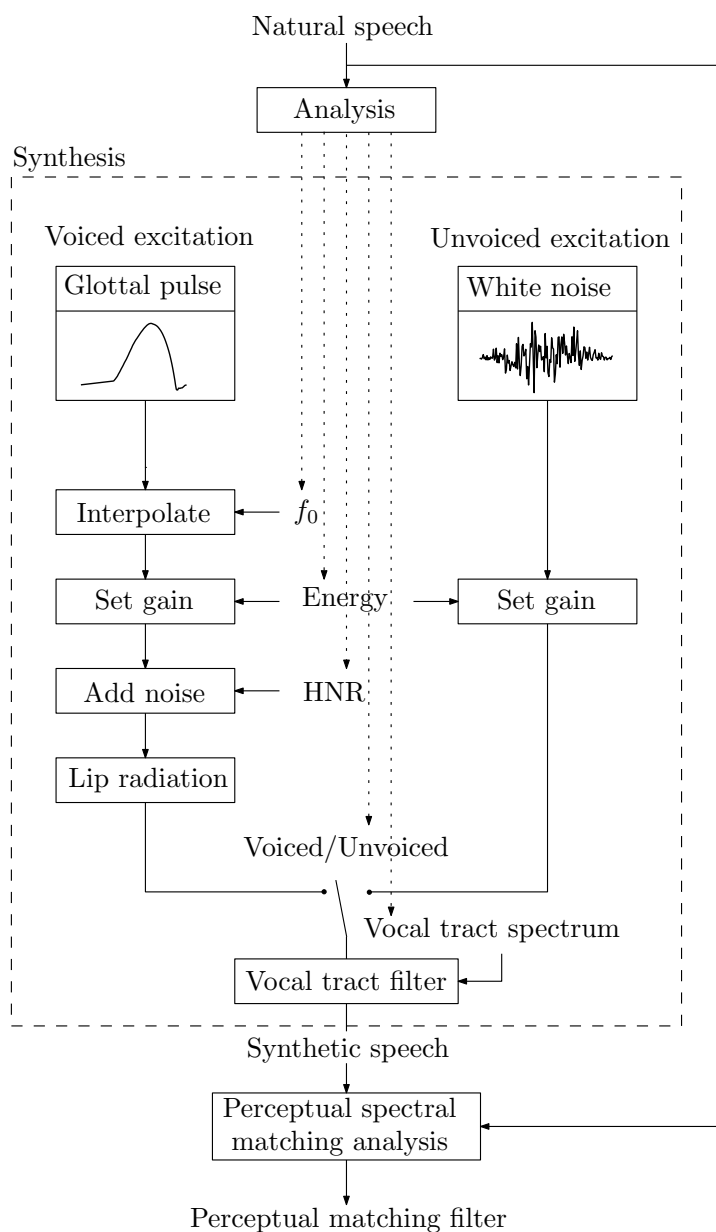 Natural speech
Analysis
Synthesis
Voiced excitation
Unvoiced excitation
Glottal pulse
White noise
Interpolate
f₀
Set gain
Energy
Set gain
Add noise
HNR
Lip radiation
Voiced/Unvoiced
Vocal tract spectrum
Vocal tract filter
Synthetic speech
Perceptual spectral
matching analysis
Perceptual matching filter